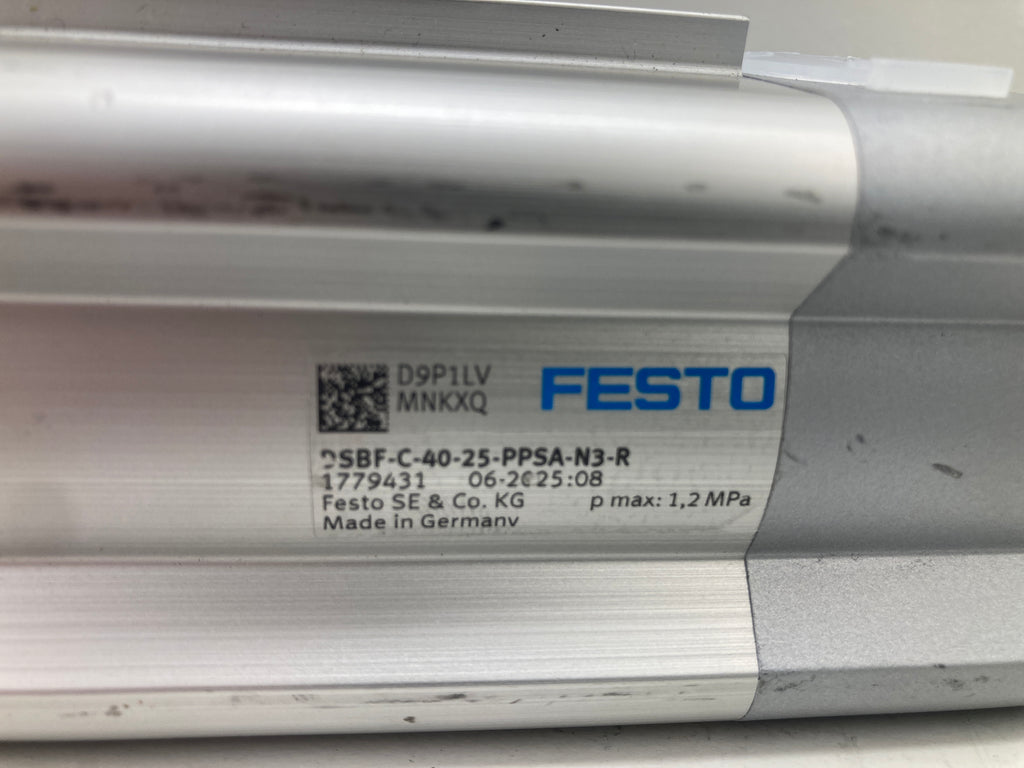 D9P1LV
MNKXQ
FESTO
DSBF-C-40-25-PPSA-N3-R
1779431 06-2025:08
Festo SE & Co. KG p max: 1,2 MPa
Made in Germany